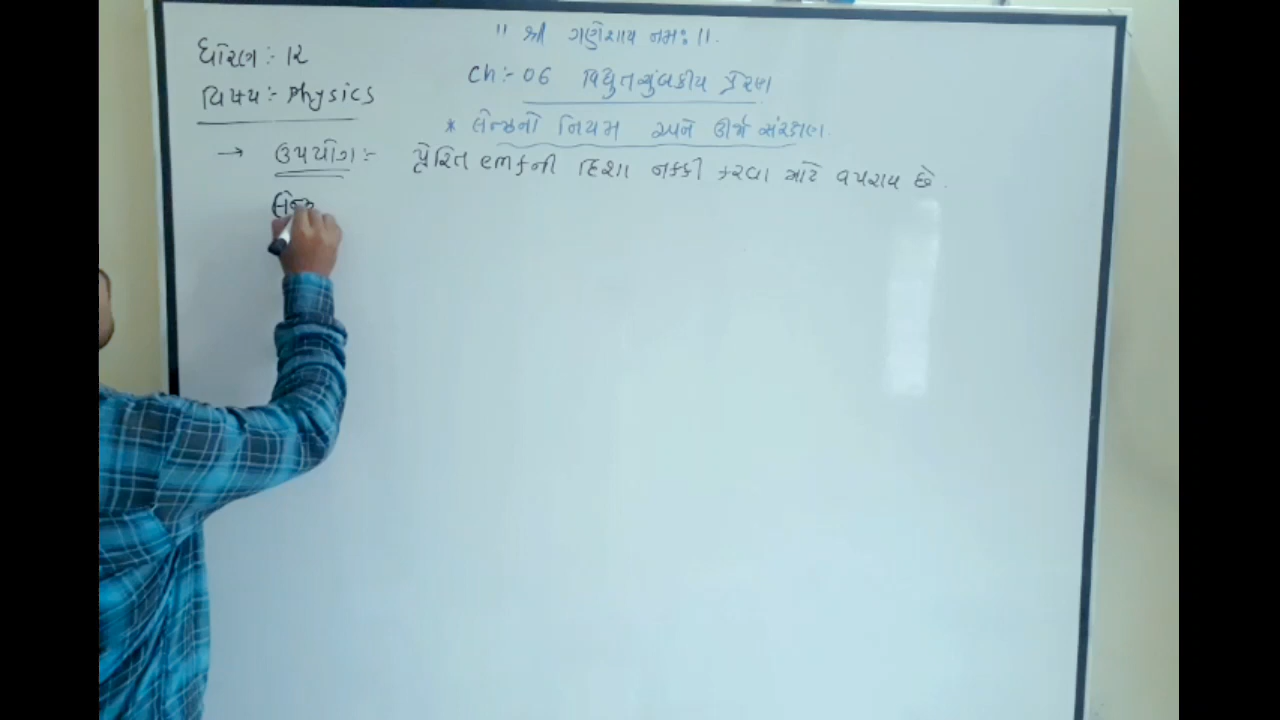 " શ્રી ગણેશાય નમઃ ।।.
ધોરણ :- 12
Ch :- 06 વિદ્યુતચુંબકીય પ્રેરણ
વિષય :- Physics
* લેન્ઝનો નિયમ અને ઊર્જા સંરક્ષણ.
→ ઉપયોગ :- પ્રેરિત emf ની દિશા નક્કી કરવા માટે વપરાય છે.
લેન્ઝ